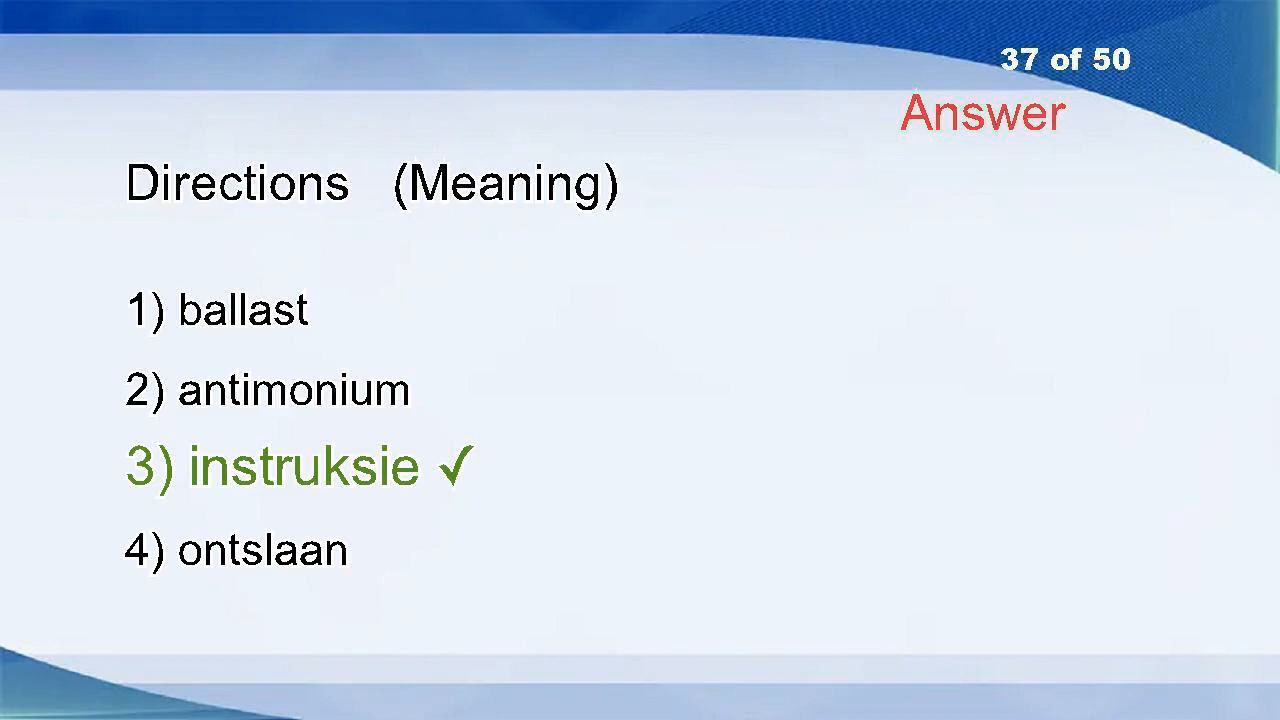 37 of 50
Answer
Directions (Meaning)
1) ballast
2) antimonium
3) instruksie ✓
4) ontslaan